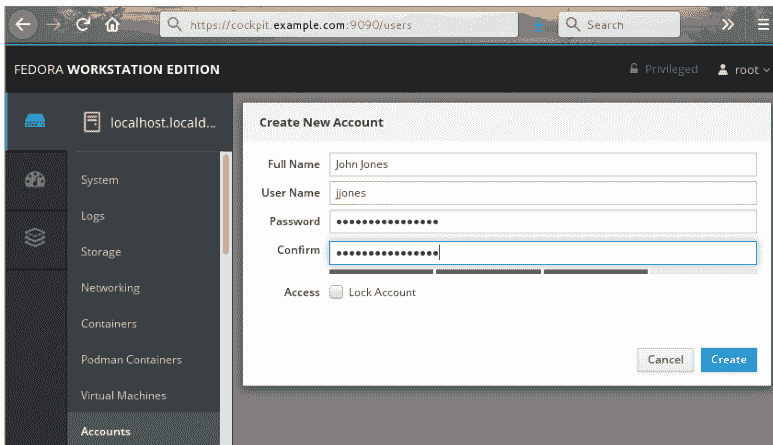 https://cockpit.example.com:9090/users
Search
FEDORA WORKSTATION EDITION
Privileged
root
localhost.locald...
System
Logs
Storage
Networking
Containers
Podman Containers
Virtual Machines
Accounts
Create New Account
Full Name John Jones
User Name jjones
Password ••••••••••••••••
Confirm ••••••••••••••••
Access Lock Account
Cancel Create